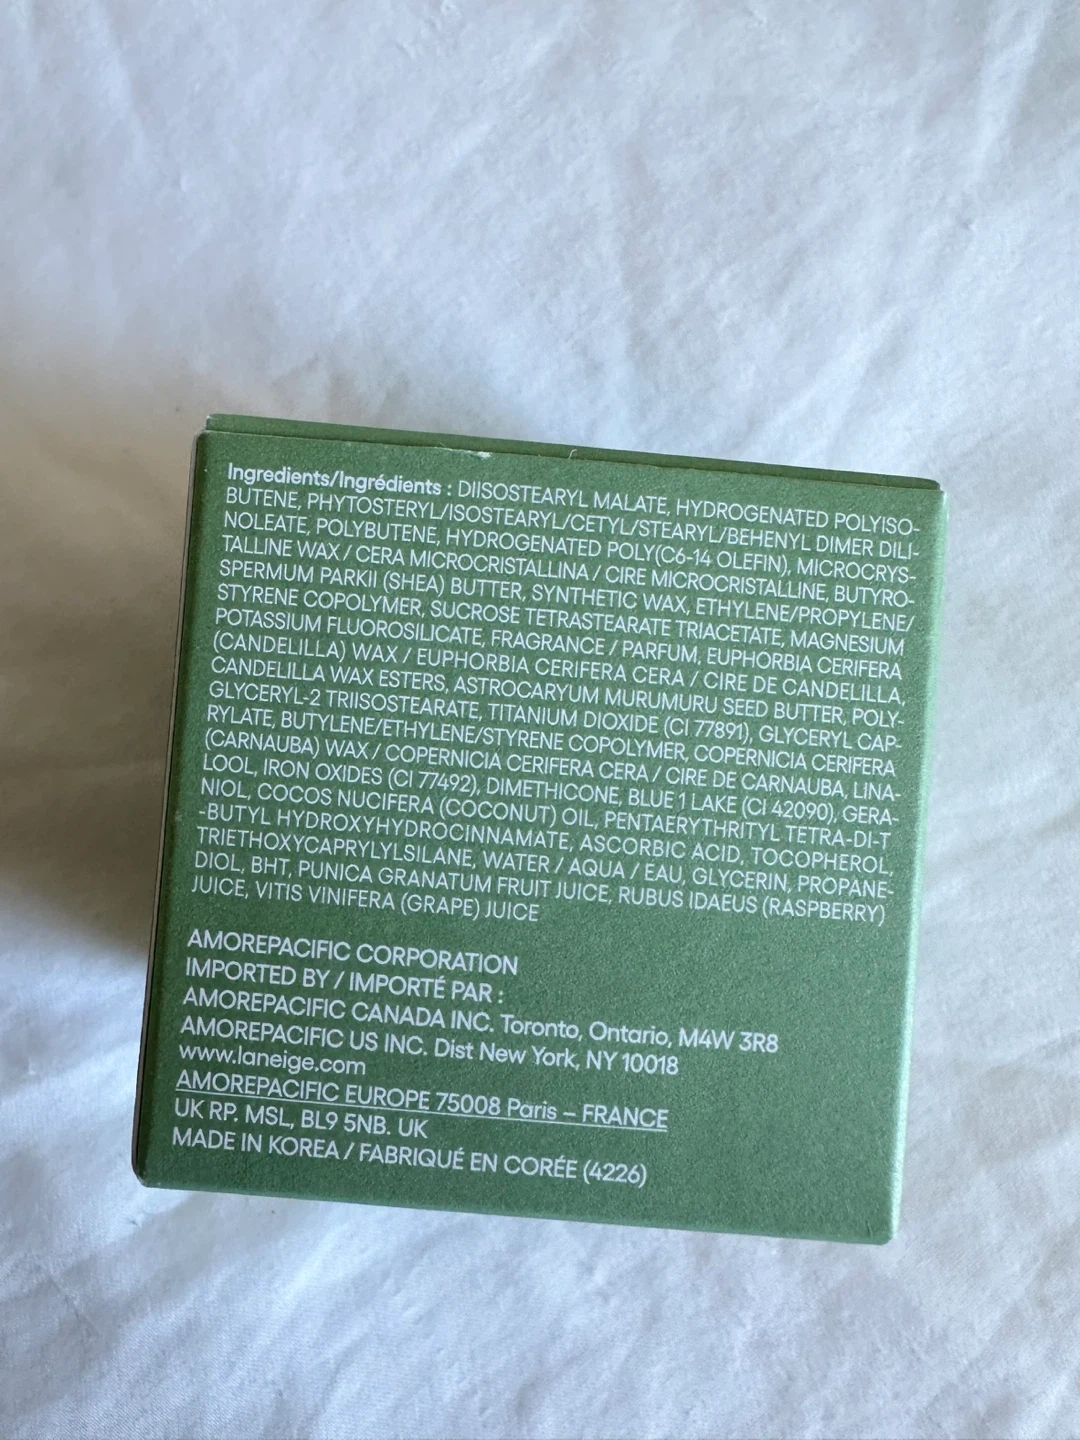 Ingredients/Ingrédients : DIISOSTEARYL MALATE, HYDROGENATED POLYISO-
BUTENE, PHYTOSTERYL/ISOSTEARYL/CETYL/STEARYL/BEHENYL DIMER DILI-
NOLEATE, POLYBUTENE, HYDROGENATED POLY(C6-14 OLEFIN), MICROCRYS-
TALLINE WAX / CERA MICROCRISTALLINA / CIRE MICROCRISTALLINE, BUTYRO-
SPERMUM PARKII (SHEA) BUTTER, SYNTHETIC WAX, ETHYLENE/PROPYLENE/
STYRENE COPOLYMER, SUCROSE TETRASTEARATE TRIACETATE, MAGNESIUM
POTASSIUM FLUOROSILICATE, FRAGRANCE / PARFUM, EUPHORBIA CERIFERA
(CANDELILLA) WAX / EUPHORBIA CERIFERA CERA / CIRE DE CANDELILLA,
CANDELILLA WAX ESTERS, ASTROCARYUM MURUMURU SEED BUTTER, POLY-
GLYCERYL-2 TRIISOSTEARATE, TITANIUM DIOXIDE (CI 77891), GLYCERYL CAP-
RYLATE, BUTYLENE/ETHYLENE/STYRENE COPOLYMER, COPERNICIA CERIFERA
(CARNAUBA) WAX / COPERNICIA CERIFERA CERA / CIRE DE CARNAUBA, LINA-
LOOL, IRON OXIDES (CI 77492), DIMETHICONE, BLUE 1 LAKE (CI 42090), GERA-
NIOL, COCOS NUCIFERA (COCONUT) OIL, PENTAERYTHRITYL TETRA-DI-T
-BUTYL HYDROXYHYDROCINNAMATE, ASCORBIC ACID, TOCOPHEROL,
TRIETHOXYCAPRYLYLSILANE, WATER / AQUA / EAU, GLYCERIN, PROPANE-
DIOL, BHT, PUNICA GRANATUM FRUIT JUICE, RUBUS IDAEUS (RASPBERRY)
JUICE, VITIS VINIFERA (GRAPE) JUICE
AMOREPACIFIC CORPORATION
IMPORTED BY / IMPORTÉ PAR :
AMOREPACIFIC CANADA INC. Toronto, Ontario, M4W 3R8
AMOREPACIFIC US INC. Dist New York, NY 10018
www.laneige.com
AMOREPACIFIC EUROPE 75008 Paris – FRANCE
UK RP. MSL, BL9 5NB. UK
MADE IN KOREA / FABRIQUÉ EN CORÉE (4226)